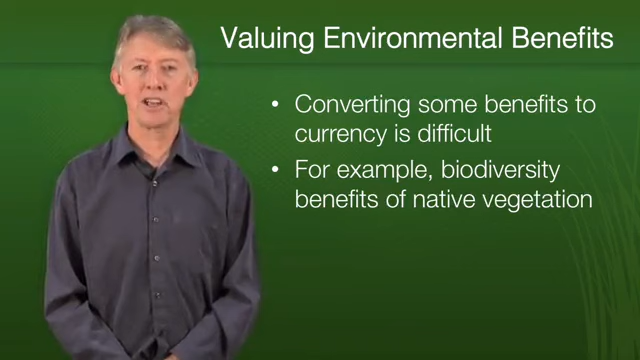 Valuing Environmental Benefits
• Converting some benefits to
currency is difficult
• For example, biodiversity
benefits of native vegetation